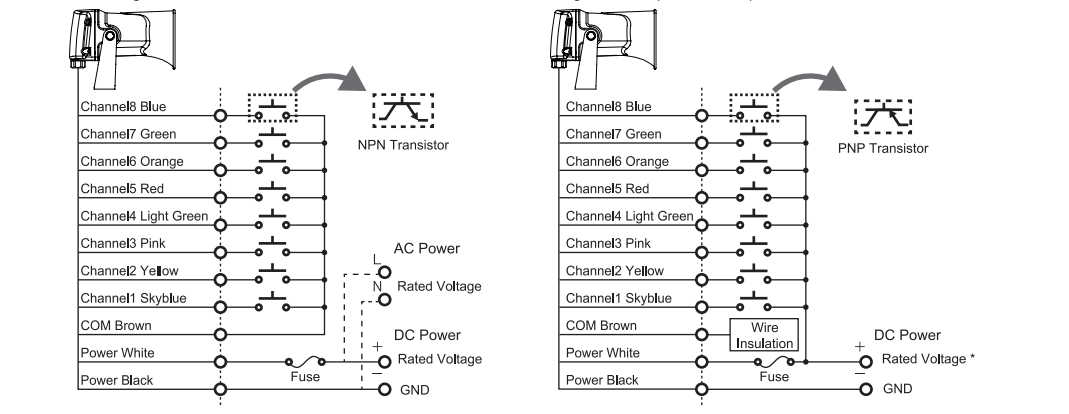 Channel8 Blue
Channel7 Green
Channel6 Orange
Channel5 Red
Channel4 Light Green
Channel3 Pink
Channel2 Yellow
Channel1 Skyblue
COM Brown
Power White
Power Black
NPN Transistor
AC Power
L
N
Rated Voltage
DC Power
+
Rated Voltage
−
GND
Fuse
Channel8 Blue
Channel7 Green
Channel6 Orange
Channel5 Red
Channel4 Light Green
Channel3 Pink
Channel2 Yellow
Channel1 Skyblue
COM Brown
Power White
Power Black
PNP Transistor
Wire
Insulation
DC Power
+
Rated Voltage *
−
GND
Fuse